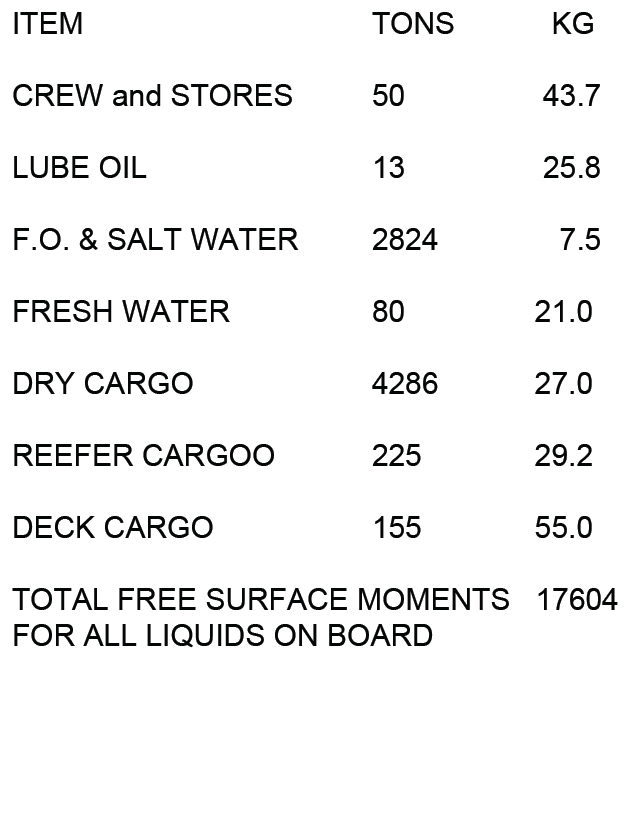 ITEM TONS KG
CREW and STORES 50 43.7
LUBE OIL 13 25.8
F.O. & SALT WATER 2824 7.5
FRESH WATER 80 21.0
DRY CARGO 4286 27.0
REEFER CARGOO 225 29.2
DECK CARGO 155 55.0
TOTAL FREE SURFACE MOMENTS 17604
FOR ALL LIQUIDS ON BOARD